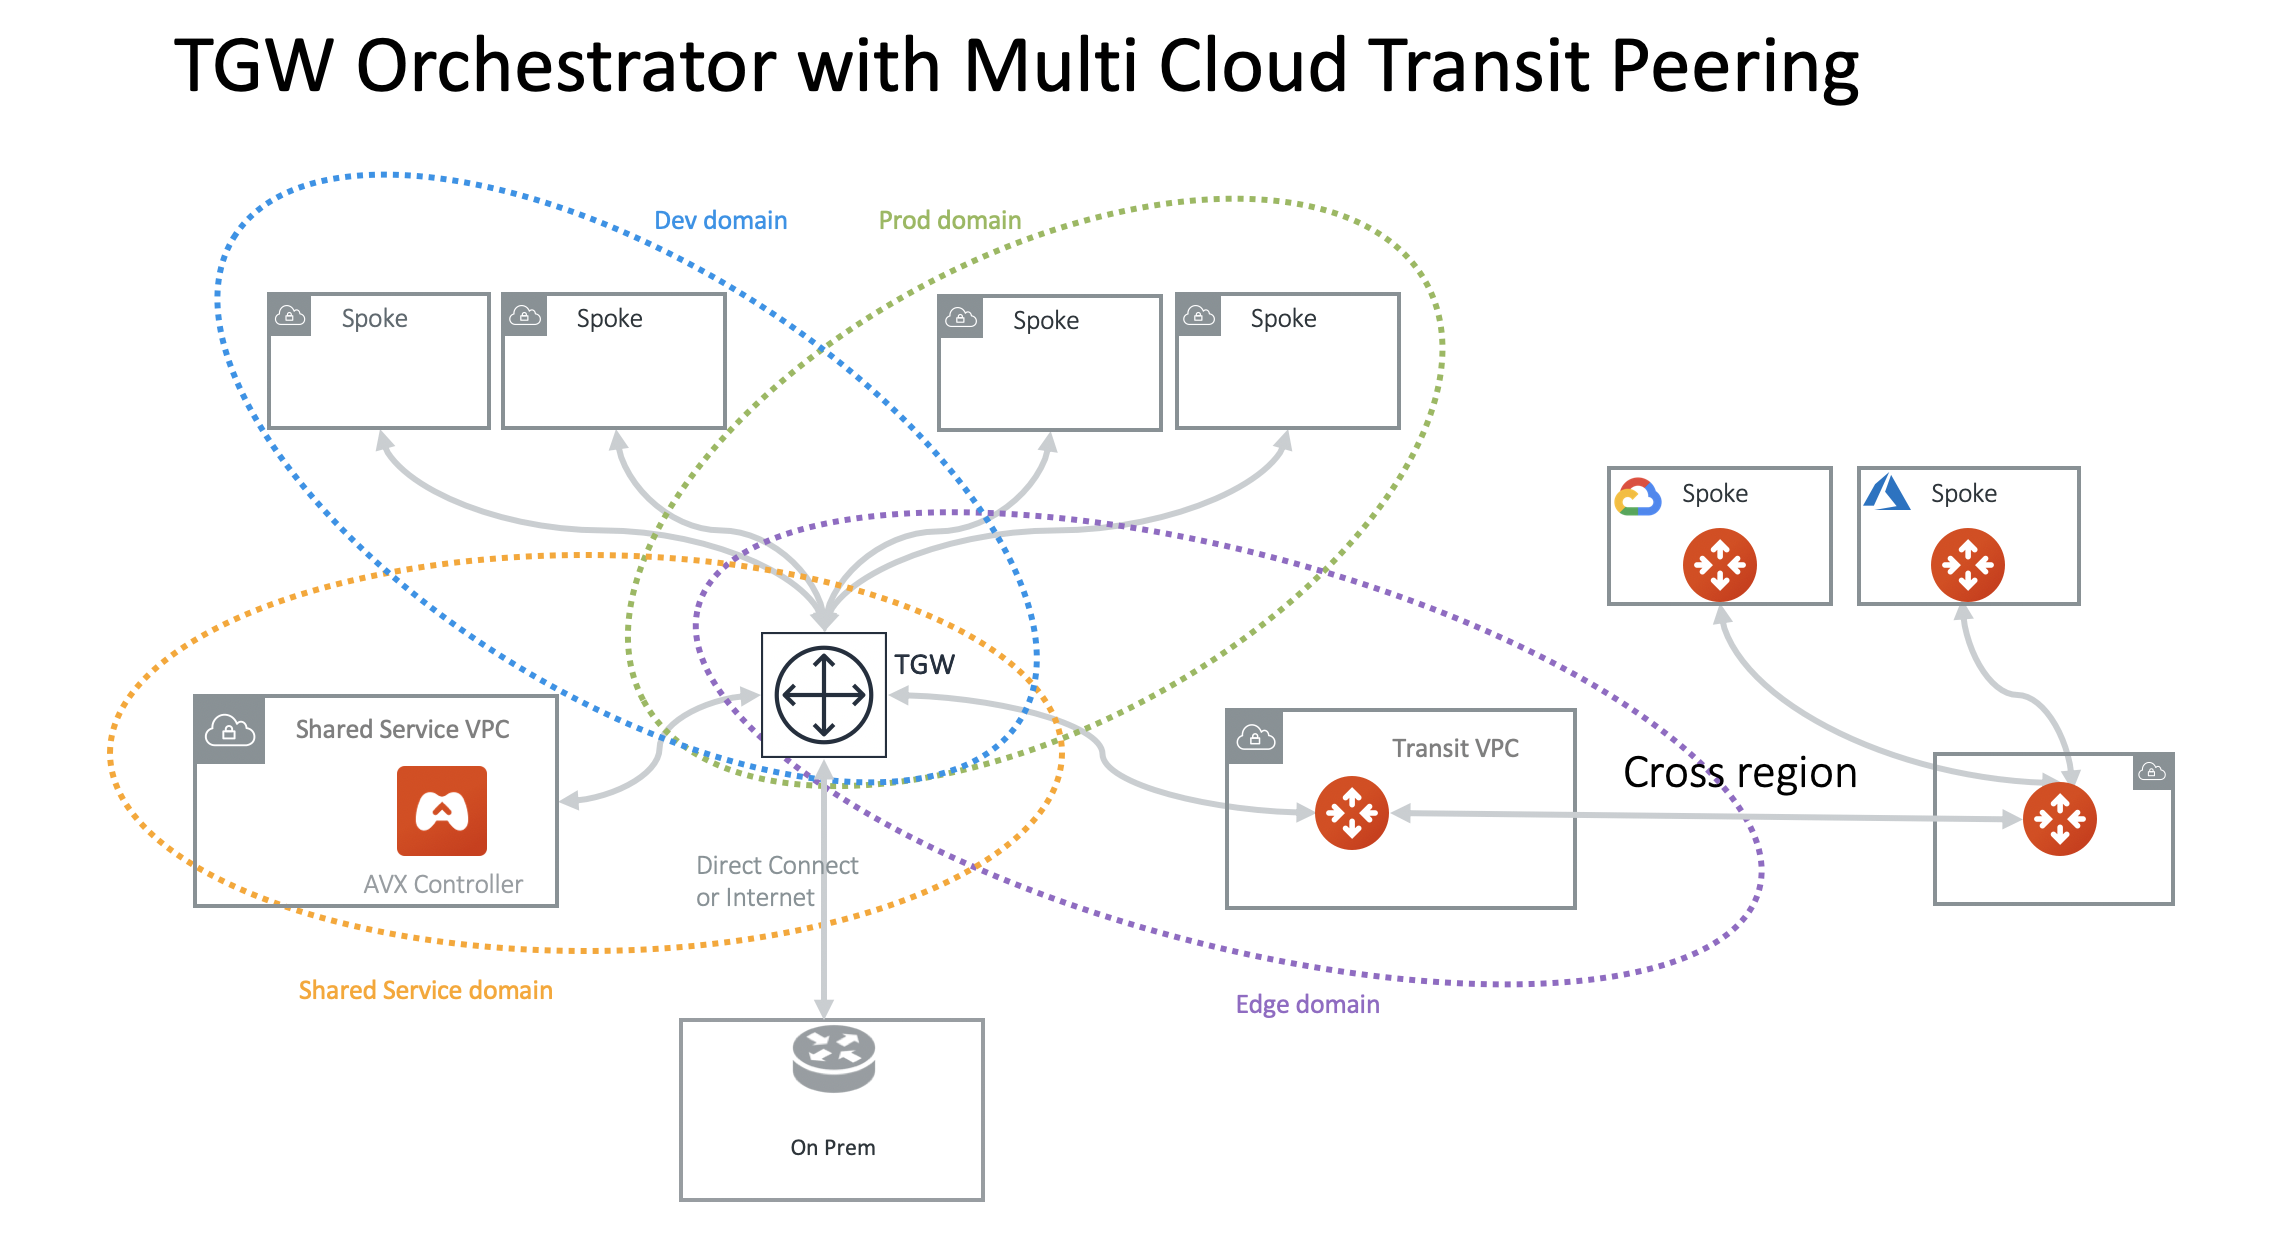 TGW Orchestrator with Multi Cloud Transit Peering
Dev domain
Prod domain
Spoke
Spoke
Spoke
Spoke
Spoke
Spoke
TGW
Shared Service VPC
AVX Controller
Transit VPC
Cross region
Direct Connect
or Internet
Shared Service domain
Edge domain
On Prem